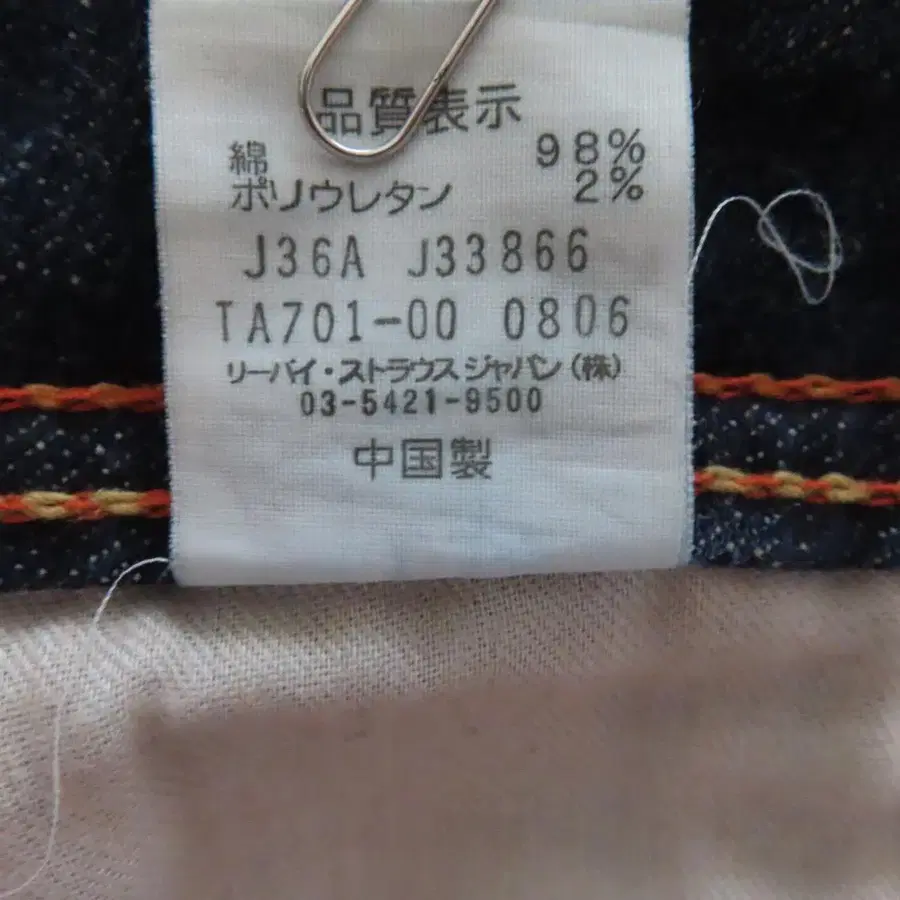 品質表示
綿 98%
ポリウレタン 2%
J36A J33866
TA701-00 0806
リーバイ・ストラウスジャパン(株)
03-5421-9500
中国製